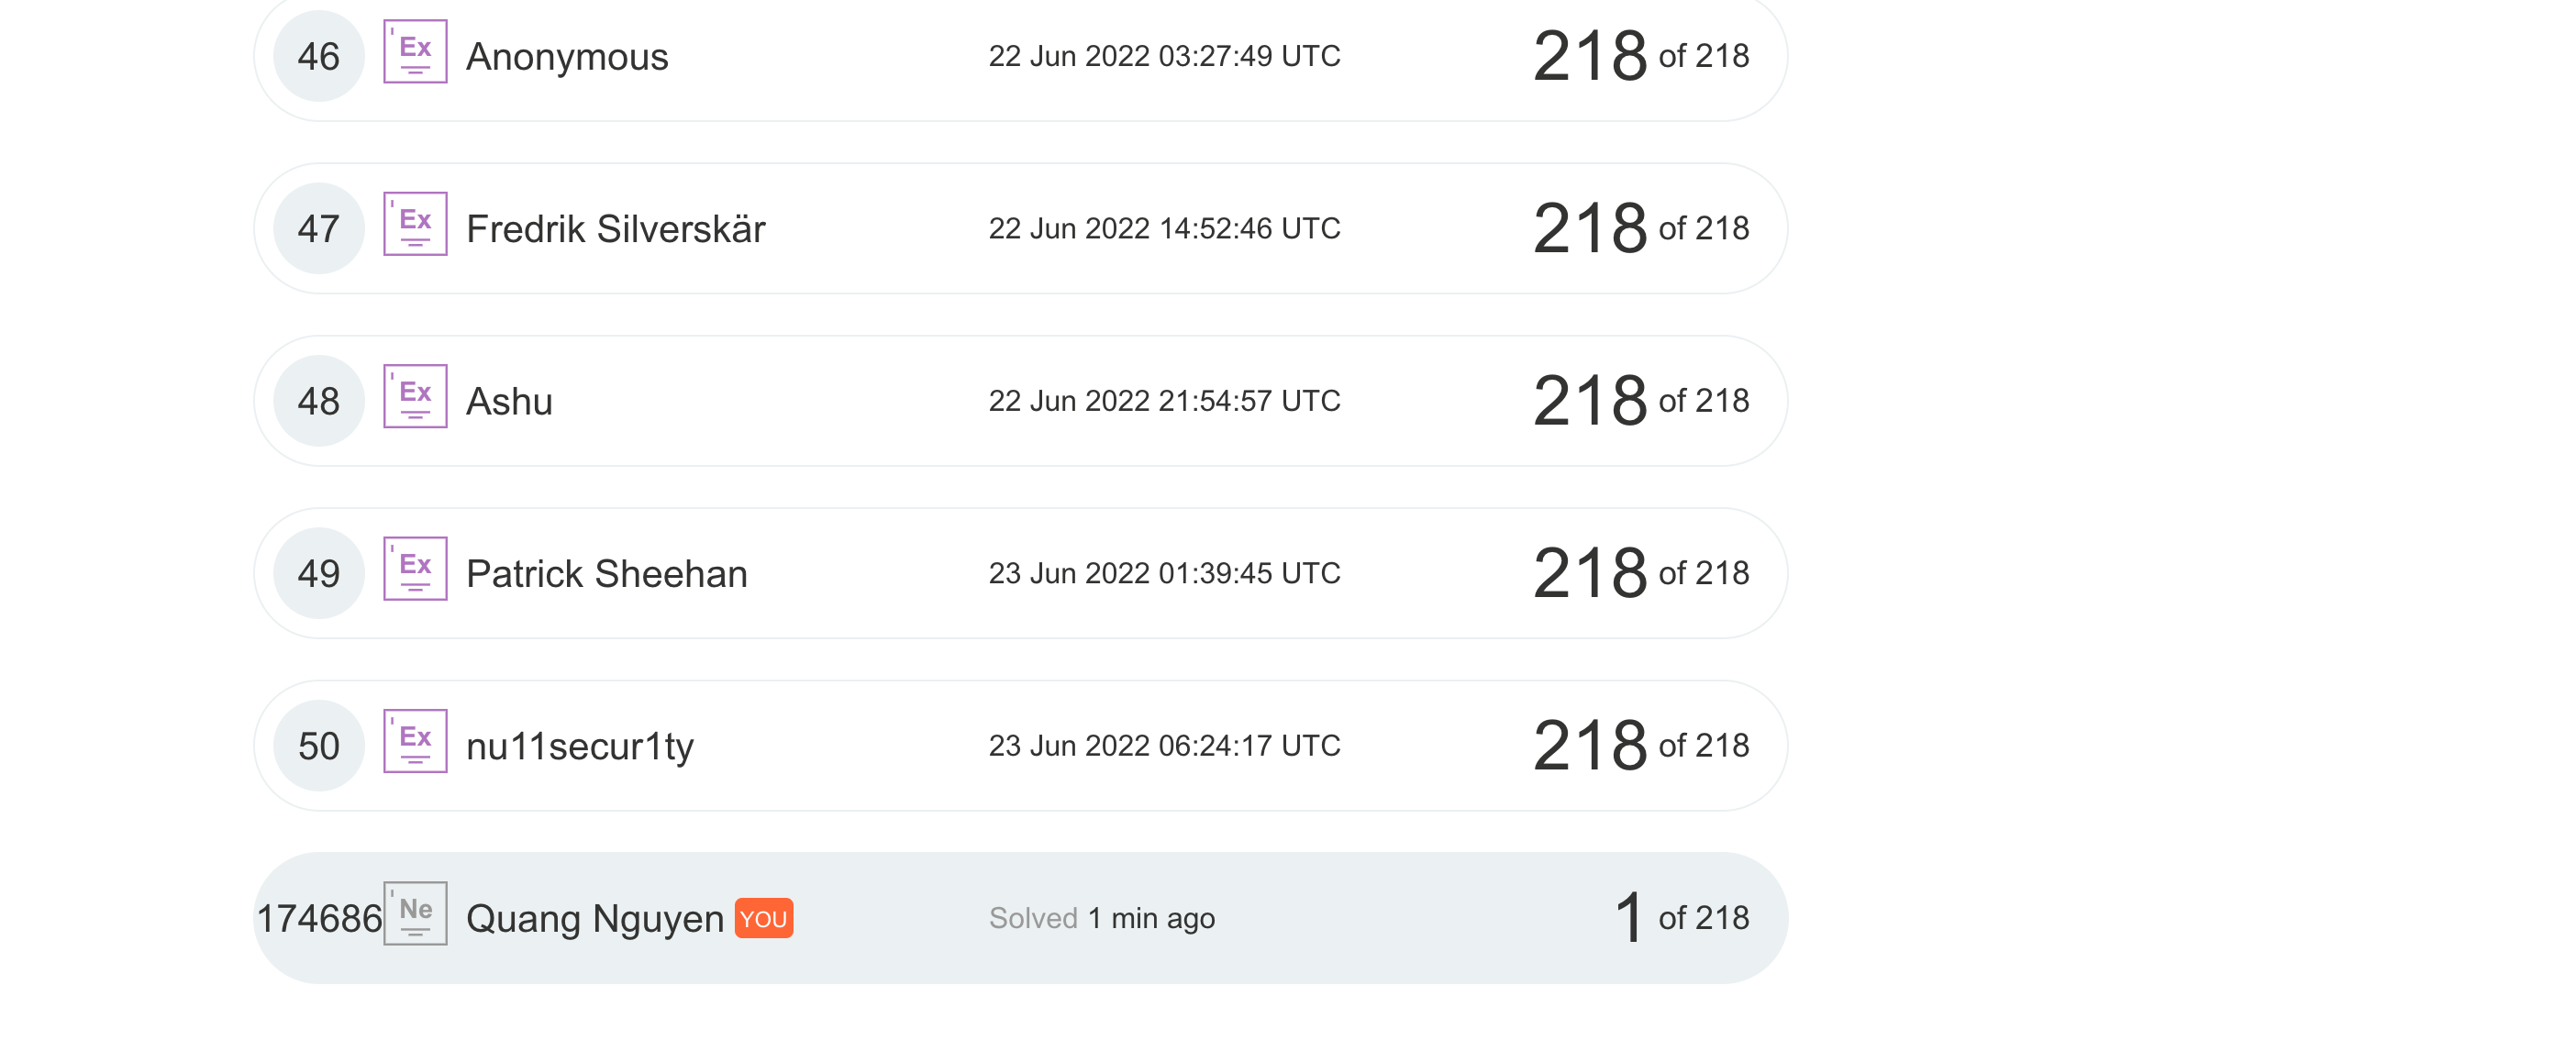 46 Ex Anonymous 22 Jun 2022 03:27:49 UTC 218 of 218
47 Ex Fredrik Silverskär 22 Jun 2022 14:52:46 UTC 218 of 218
48 Ex Ashu 22 Jun 2022 21:54:57 UTC 218 of 218
49 Ex Patrick Sheehan 23 Jun 2022 01:39:45 UTC 218 of 218
50 Ex nu11secur1ty 23 Jun 2022 06:24:17 UTC 218 of 218
174686 Ne Quang Nguyen YOU Solved 1 min ago 1 of 218